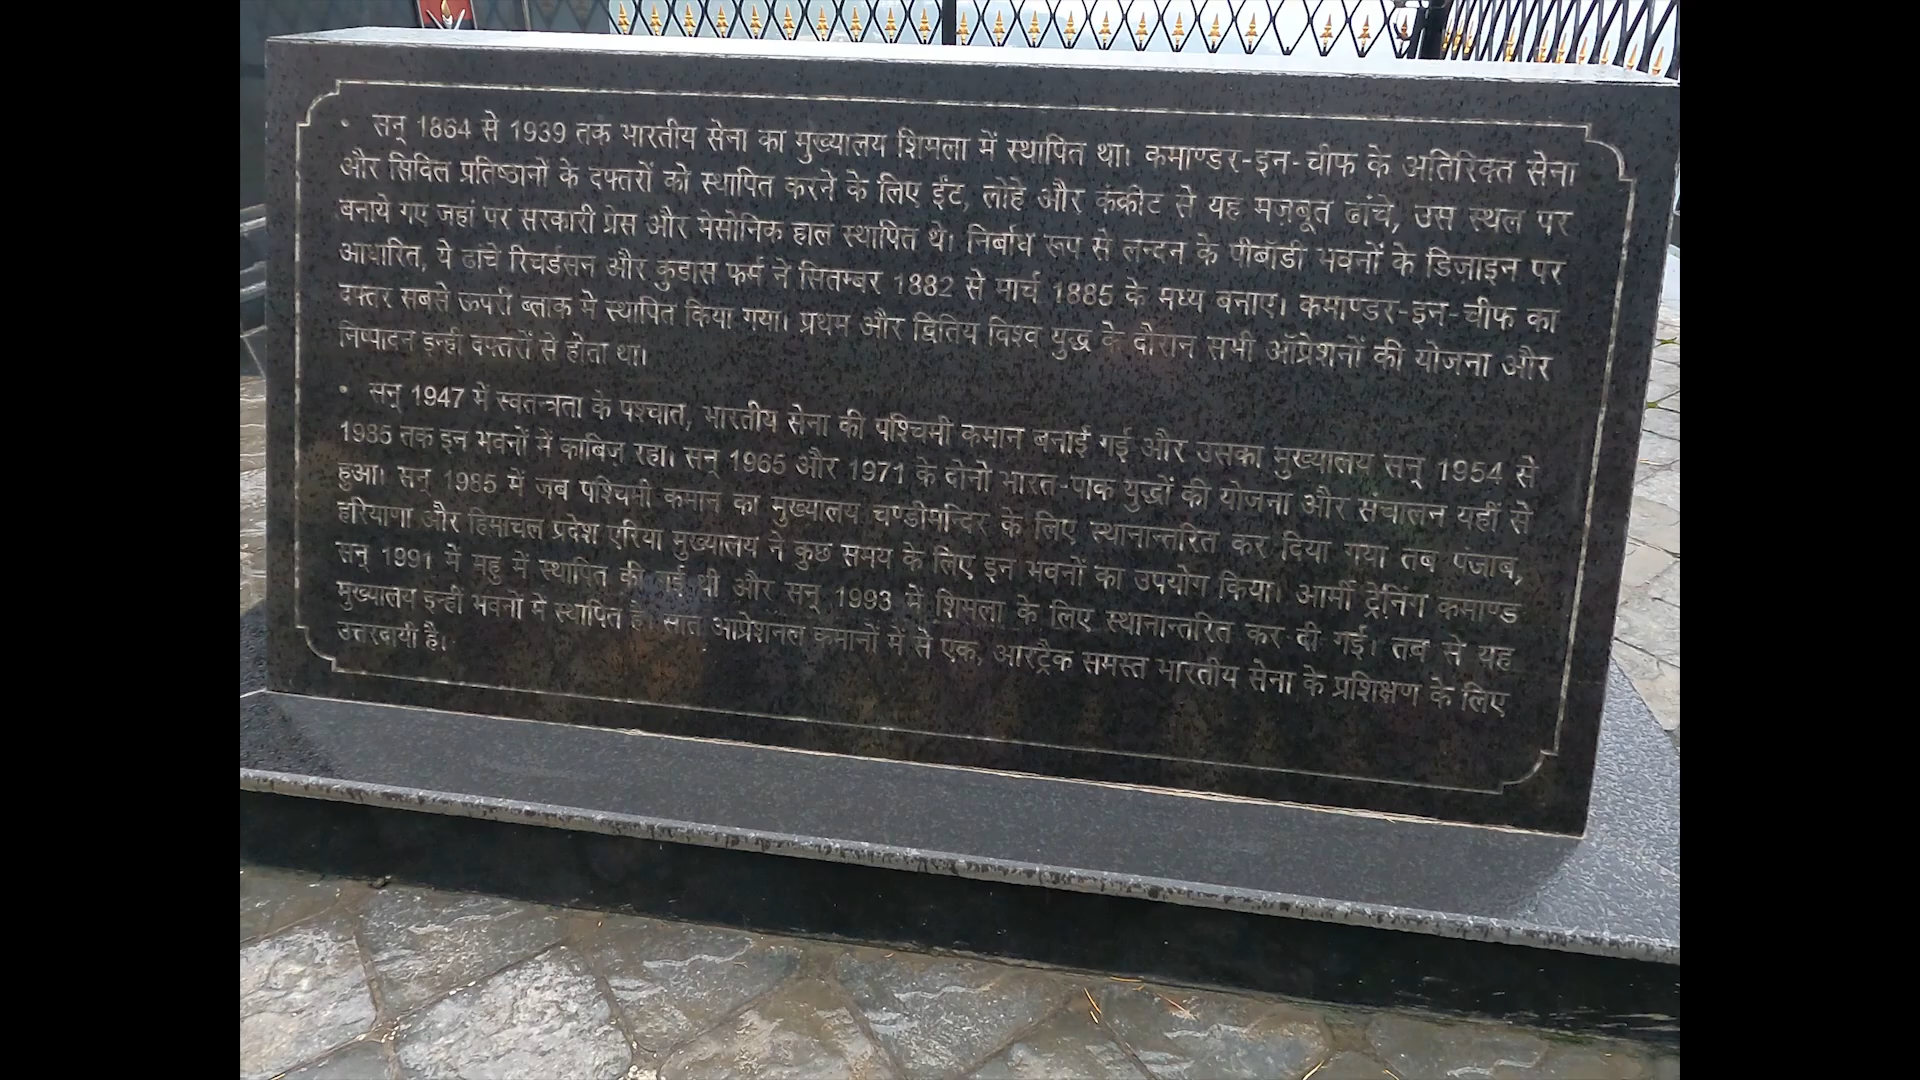 • सन् 1864 से 1939 तक भारतीय सेना का मुख्यालय शिमला में स्थापित था। कमाण्डर-इन-चीफ के अतिरिक्त सेना
और सिविल प्रतिष्ठानों के दफ्तरों को स्थापित करने के लिए ईंट, लोहे और कंक्रीट से यह मज़बूत ढांचे, उस स्थल पर
बनाये गए जहां पर सरकारी प्रेस और मेसोनिक हाल स्थापित थे। निर्बाध रूप से लन्दन के पीबॉडी भवनों के डिज़ाइन पर
आधारित, ये ढांचे रिचर्डसन और कुंडास फर्म ने सितम्बर 1882 से मार्च 1885 के मध्य बनाए। कमाण्डर-इन-चीफ का
दफ्तर सबसे ऊपरी ब्लाक मे स्थापित किया गया। प्रथम और द्वितिय विश्व युद्ध के दौरान सभी ऑप्रेशनों की योजना और
निष्पादन इन्ही दफ्तरों से होता था।
• सन् 1947 में स्वतन्त्रता के पश्चात, भारतीय सेना की पश्चिमी कमान बनाई गई और उसका मुख्यालय सन् 1954 से
1985 तक इन भवनों में काबिज़ रहा। सन् 1965 और 1971 के दोनो भारत-पाक युद्धों की योजना और संचालन यहीं से
हुआ। सन् 1985 में जब पश्चिमी कमान का मुख्यालय चण्डीमन्दिर के लिए स्थानान्तरित कर दिया गया तब पंजाब,
हरियाणा और हिमाचल प्रदेश एरिया मुख्यालय ने कुछ समय के लिए इन भवनों का उपयोग किया। आर्मी ट्रेनिंग कमाण्ड
सन् 1991 में महु में स्थापित की गई थी और सन् 1993 में शिमला के लिए स्थानान्तरित कर दी गई। तब से यह
मुख्यालय इन्हीं भवनों में स्थापित है। सात आप्रेशनल कमानों में से एक, आरट्रैक समस्त भारतीय सेना के प्रशिक्षण के लिए
उत्तरदायी है।